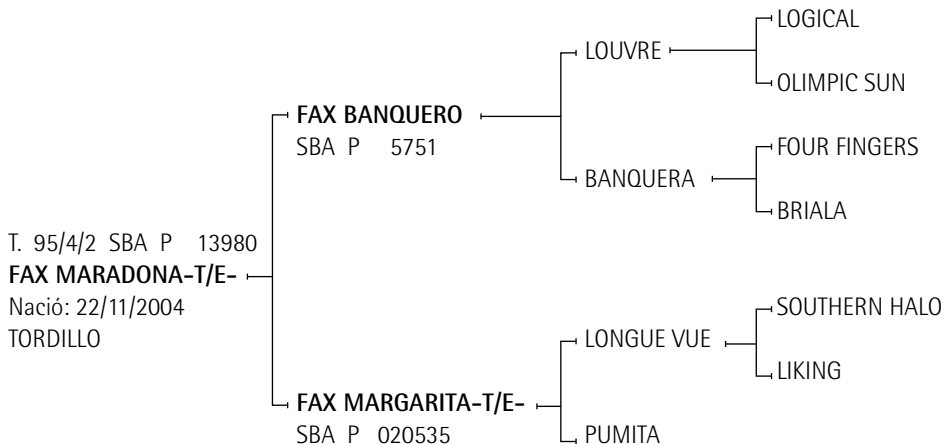 LOGICAL
LOUVRE
OLIMPIC SUN
FAX BANQUERO
SBA P 5751
FOUR FINGERS
BANQUERA
BRIALA
T. 95/4/2 SBA P 13980
FAX MARADONA-T/E-
Nació: 22/11/2004
TORDILLO
SOUTHERN HALO
LONGUE VUE
LIKING
FAX MARGARITA-T/E-
SBA P 020535
PUMITA